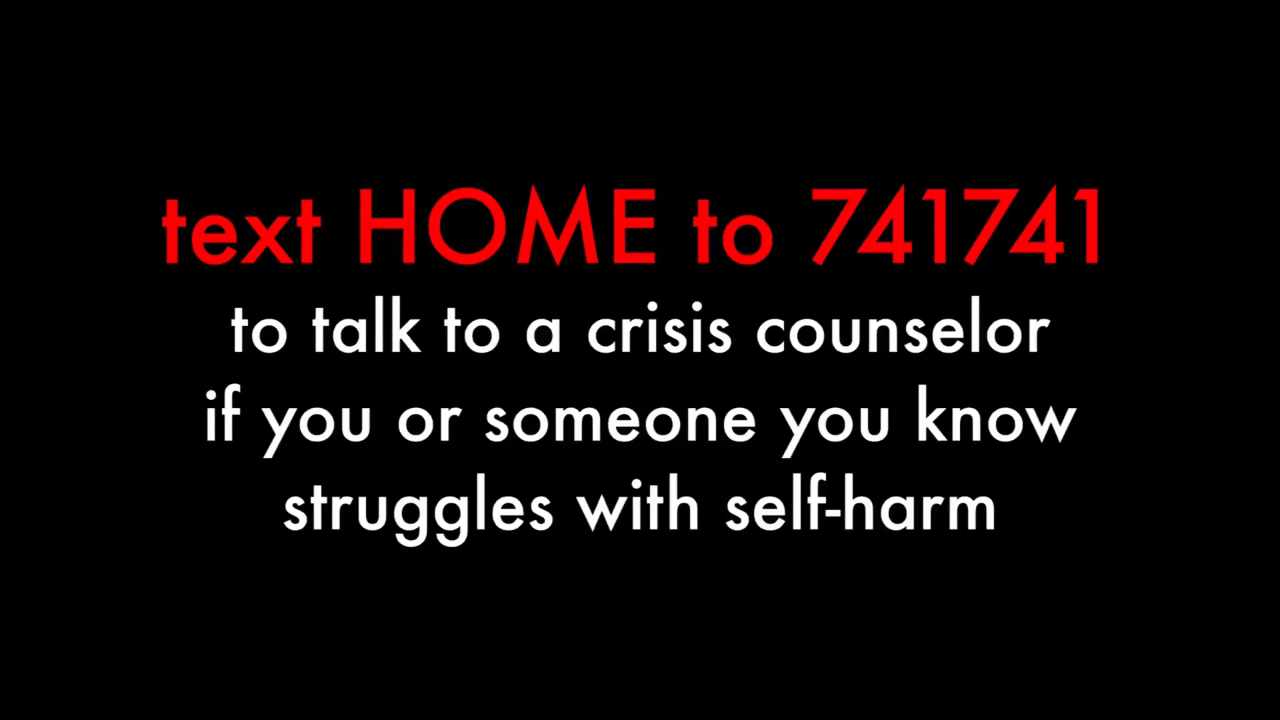 text HOME to 741741
to talk to a crisis counselor
if you or someone you know
struggles with self-harm